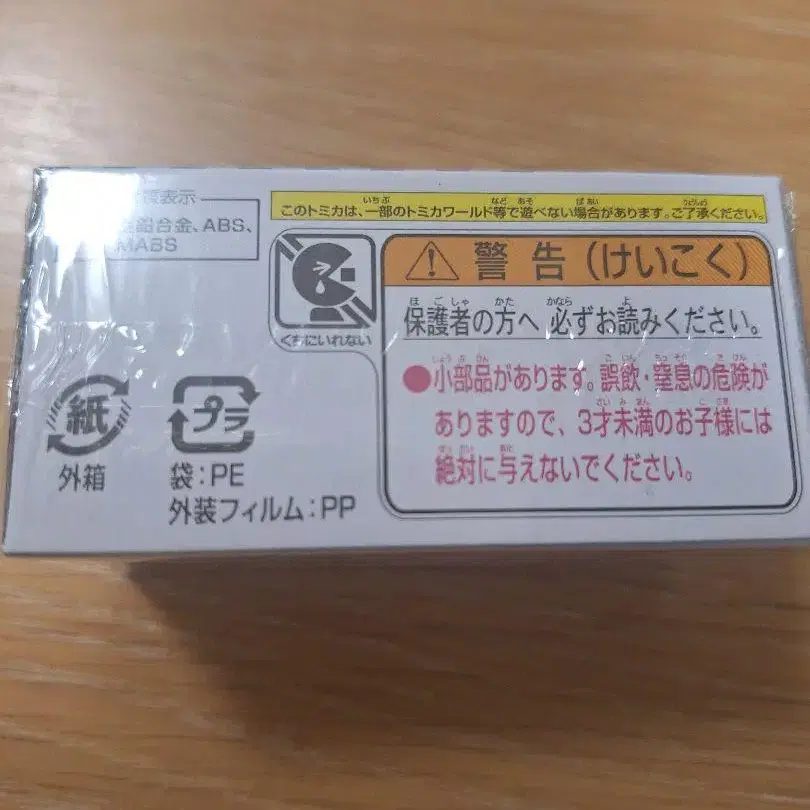 質表示
鉛合金、ABS、
MABS
このトミカは、一部のトミカワールド等で遊べない場合があります。ご了承ください。
くちにいれない
警告（けいこく）
保護者の方へ 必ずお読みください。
●小部品があります。誤飲・窒息の危険が
ありますので、3才未満のお子様には
絶対に与えないでください。
紙
外箱
プラ
袋：PE
外装フィルム：PP